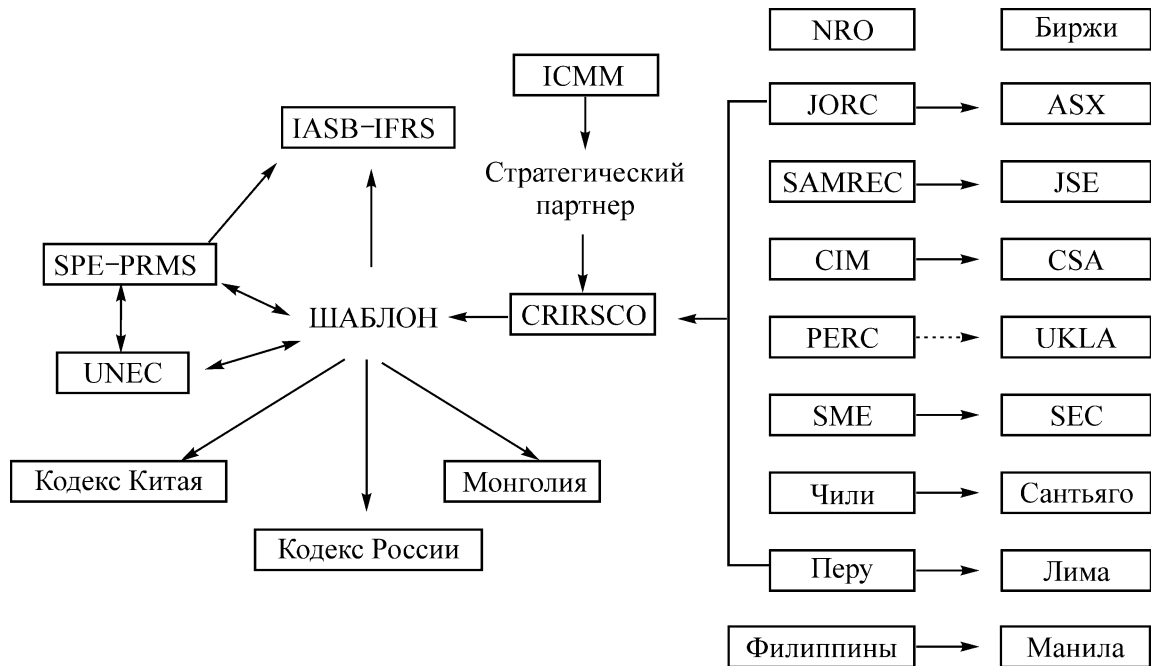 NRO
Биржи
ICMM
JORC
ASX
IASB–IFRS
Стратегический
партнер
SAMREC
JSE
SPE–PRMS
CIM
CSA
ШАБЛОН
CRIRSCO
PERC
UKLA
UNEC
SME
SEC
Кодекс Китая
Монголия
Чили
Сантьяго
Кодекс России
Перу
Лима
Филиппины
Манила